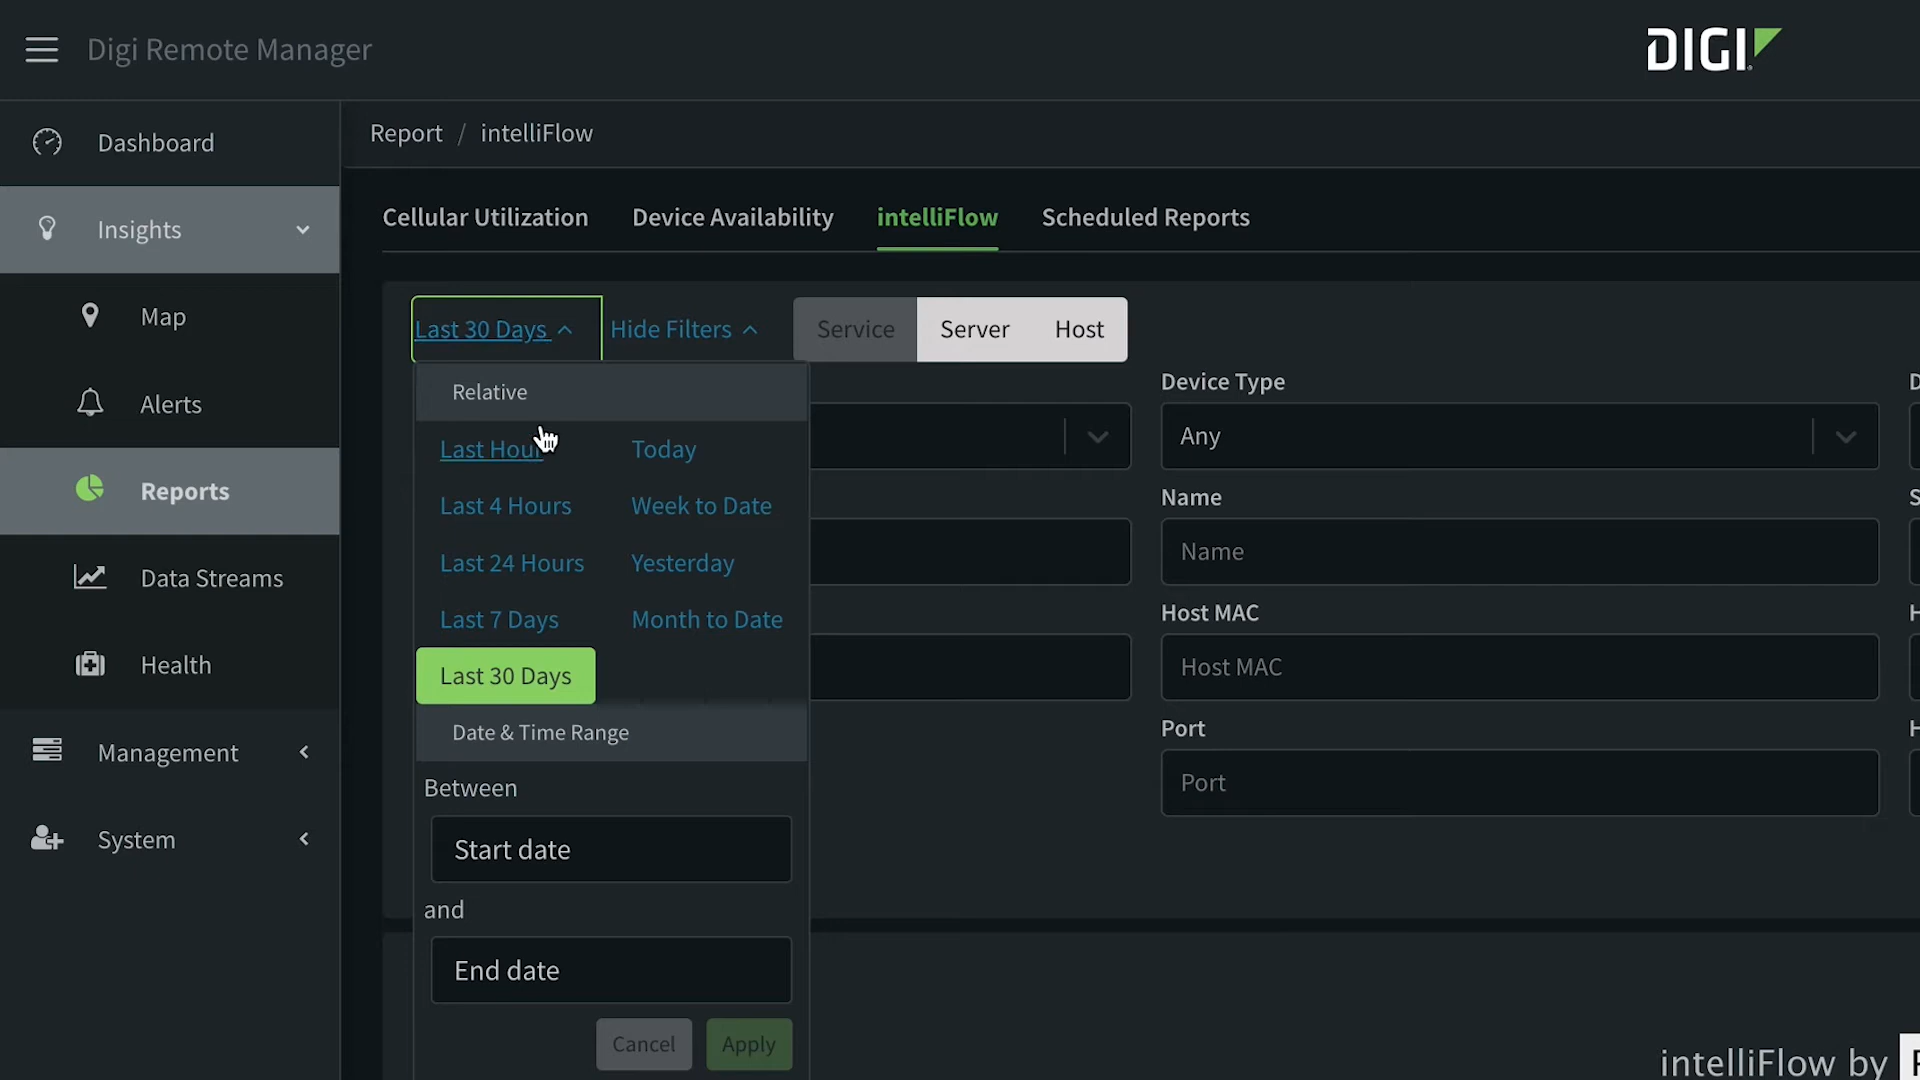 Digi Remote Manager
DIGI
Dashboard
Insights
Map
Alerts
Reports
Data Streams
Health
Management
System
Report / intelliFlow
Cellular Utilization Device Availability intelliFlow Scheduled Reports
Last 30 Days Hide Filters Service Server Host
Relative
Last Hour Today
Last 4 Hours Week to Date
Last 24 Hours Yesterday
Last 7 Days Month to Date
Last 30 Days
Date & Time Range
Between
Start date
and
End date
Cancel Apply
Device Type
Any
Name
Name
Host MAC
Host MAC
Port
Port
intelliFlow by